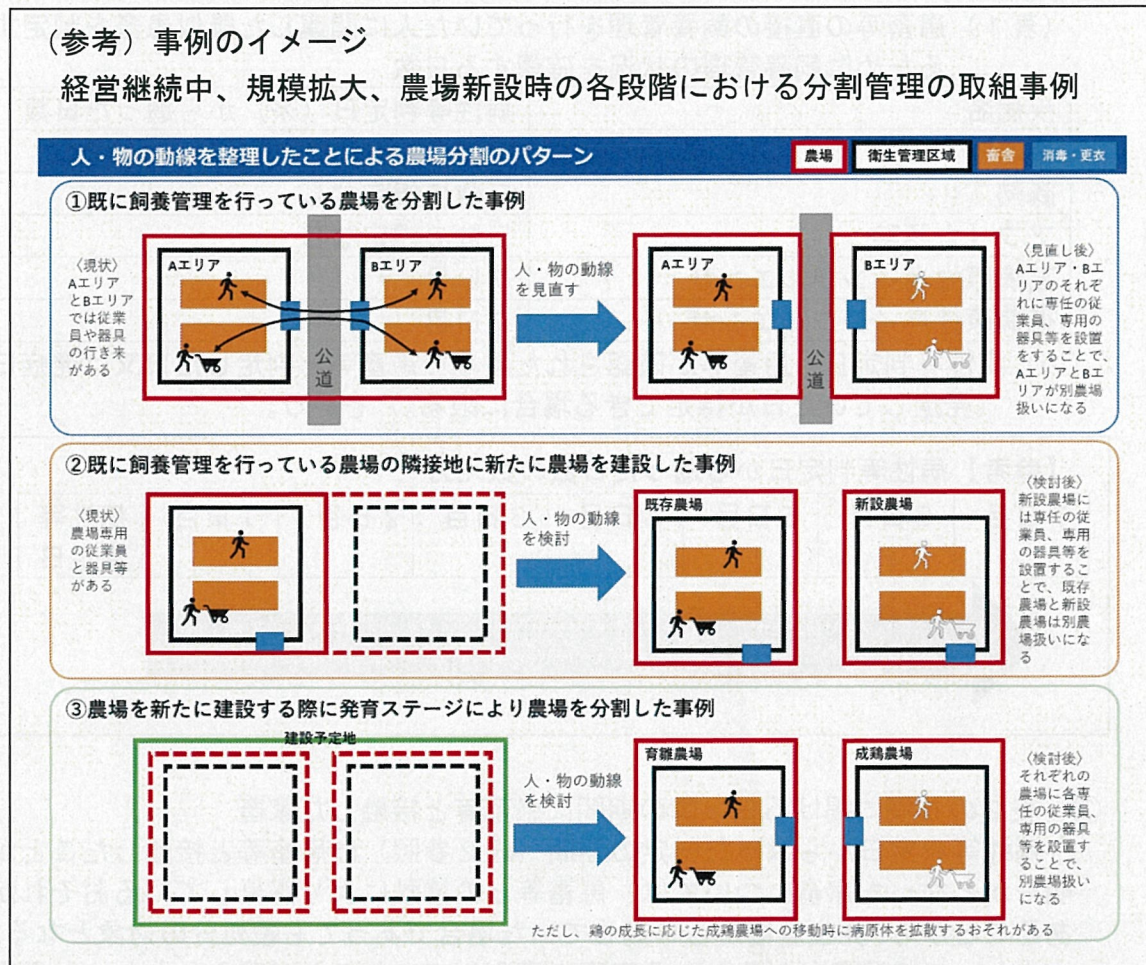 （参考）事例のイメージ
経営継続中、規模拡大、農場新設時の各段階における分割管理の取組事例
人・物の動線を整理したことによる農場分割のパターン
農場
衛生管理区域
畜舎
消毒・更衣
①既に飼養管理を行っている農場を分割した事例
〈現状〉
Aエリア
とBエリア
では従業
員や器具
の行き来
がある
Aエリア
公道
Bエリア
人・物の動線
を見直す
Aエリア
公道
Bエリア
〈見直し後〉
Aエリア・Bエ
リアのそれぞ
れに専任の従
業員、専用の
器具等を設置
をすることで、
AエリアとBエ
リアが別農場
扱いになる
②既に飼養管理を行っている農場の隣接地に新たに農場を建設した事例
〈現状〉
農場専用
の従業員
と器具等
がある
人・物の動線
を検討
既存農場
新設農場
〈検討後〉
新設農場に
は専任の従
業員、専用
の器具等を
設置するこ
とで、既存
農場と新設
農場は別農
場扱いにな
る
③農場を新たに建設する際に発育ステージにより農場を分割した事例
建設予定地
人・物の動線
を検討
育雛農場
成鶏農場
〈検討後〉
それぞれの
農場に各専
任の従業員、
専用の器具
等を設置す
ることで、
別農場扱い
になる
ただし、鶏の成長に応じた成鶏農場への移動時に病原体を拡散するおそれがある